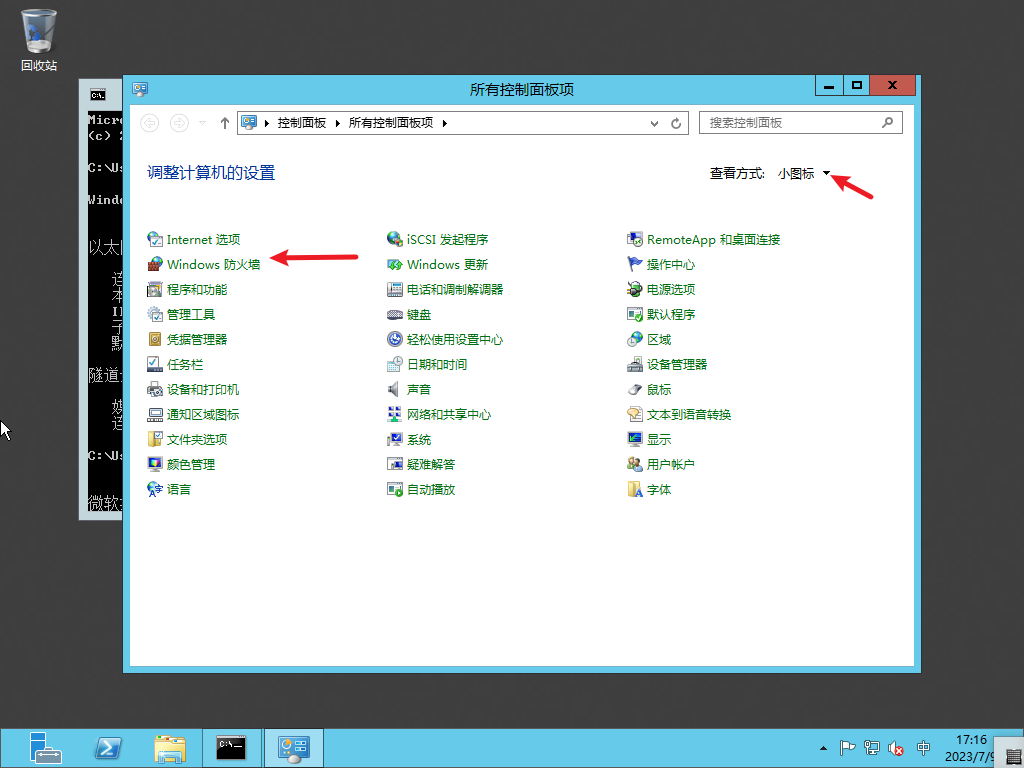 回收站
所有控制面板项
控制面板 所有控制面板项
搜索控制面板
调整计算机的设置
查看方式: 小图标
Internet 选项
iSCSI 发起程序
RemoteApp 和桌面连接
Windows 防火墙
Windows 更新
操作中心
程序和功能
电话和调制解调器
电源选项
管理工具
键盘
默认程序
凭据管理器
轻松使用设置中心
区域
任务栏
日期和时间
设备管理器
设备和打印机
声音
鼠标
通知区域图标
网络和共享中心
文本到语音转换
文件夹选项
系统
显示
颜色管理
疑难解答
用户帐户
语言
自动播放
字体
(c)
C:\
以太
连
本
子
默
隧道
连
C:\
微软
中
17:16
2023/7/9